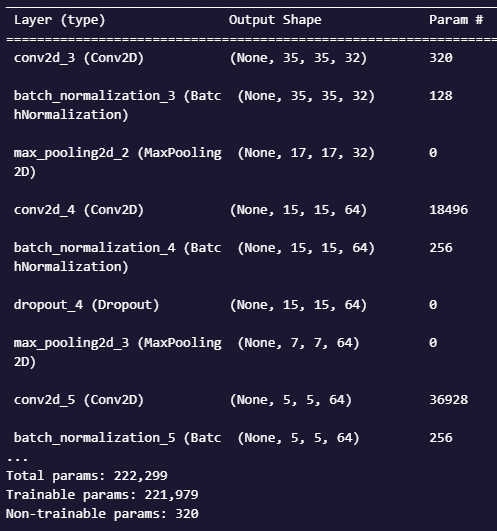 Layer (type) Output Shape Param #
=================================================================
conv2d_3 (Conv2D) (None, 35, 35, 32) 320
batch_normalization_3 (Batc (None, 35, 35, 32) 128
hNormalization)
max_pooling2d_2 (MaxPooling (None, 17, 17, 32) 0
2D)
conv2d_4 (Conv2D) (None, 15, 15, 64) 18496
batch_normalization_4 (Batc (None, 15, 15, 64) 256
hNormalization)
dropout_4 (Dropout) (None, 15, 15, 64) 0
max_pooling2d_3 (MaxPooling (None, 7, 7, 64) 0
2D)
conv2d_5 (Conv2D) (None, 5, 5, 64) 36928
batch_normalization_5 (Batc (None, 5, 5, 64) 256
...
Total params: 222,299
Trainable params: 221,979
Non-trainable params: 320